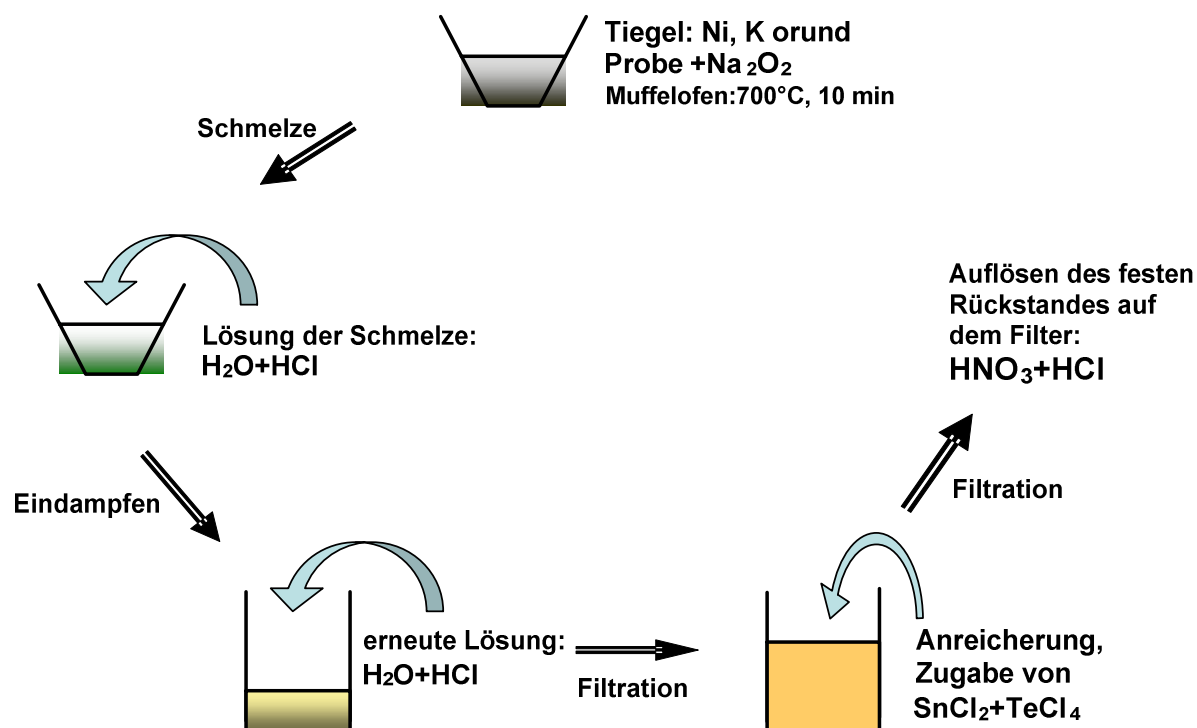 Tiegel: Ni, K orund
Probe +Na₂O₂
Muffelofen:700°C, 10 min
Schmelze
Lösung der Schmelze:
H₂O+HCl
Eindampfen
erneute Lösung:
H₂O+HCl
Filtration
Anreicherung,
Zugabe von
SnCl₂+TeCl₄
Filtration
Auflösen des festen
Rückstandes auf
dem Filter:
HNO₃+HCl